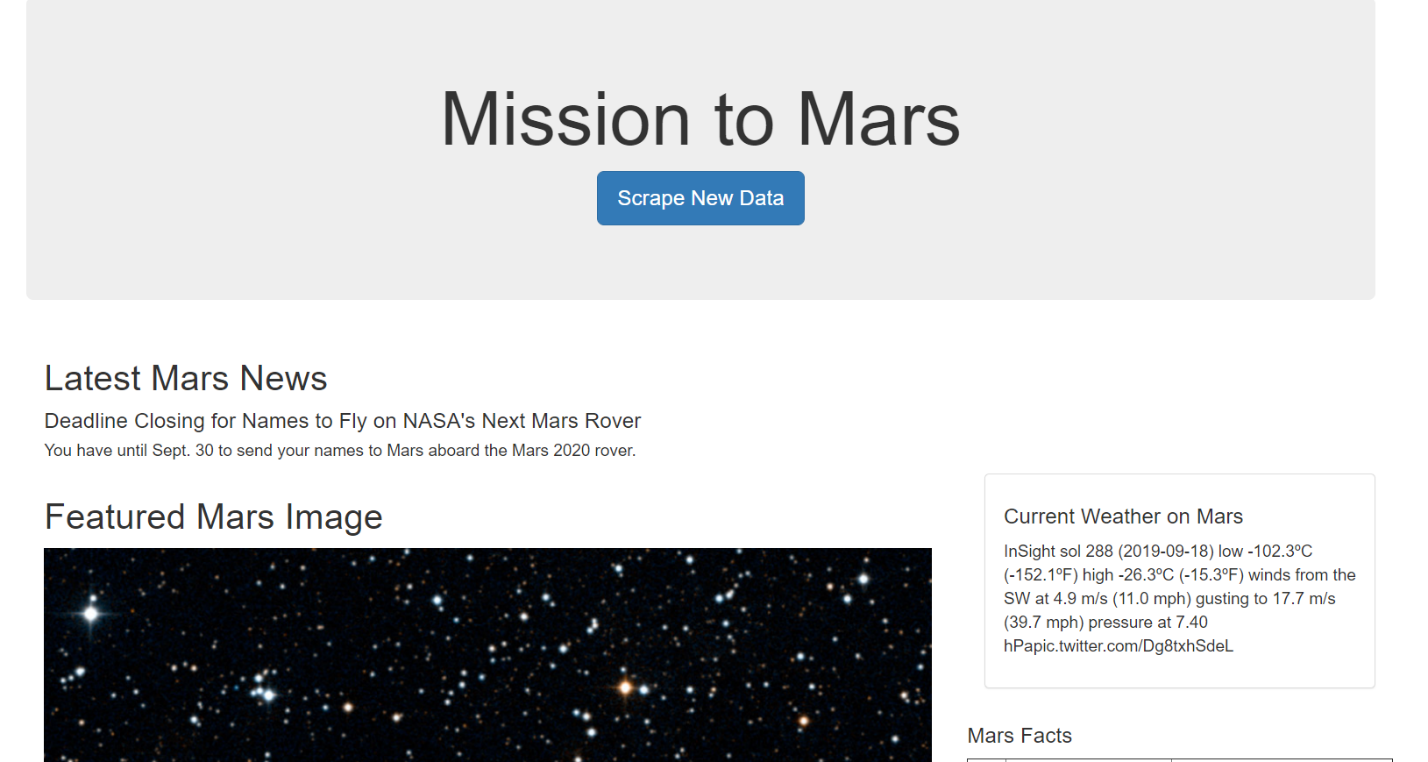 Mission to Mars
Scrape New Data
Latest Mars News
Deadline Closing for Names to Fly on NASA's Next Mars Rover
You have until Sept. 30 to send your names to Mars aboard the Mars 2020 rover.
Featured Mars Image
Current Weather on Mars
InSight sol 288 (2019-09-18) low -102.3ºC
(-152.1ºF) high -26.3ºC (-15.3ºF) winds from the
SW at 4.9 m/s (11.0 mph) gusting to 17.7 m/s
(39.7 mph) pressure at 7.40
hPapic.twitter.com/Dg8txhSdeL
Mars Facts